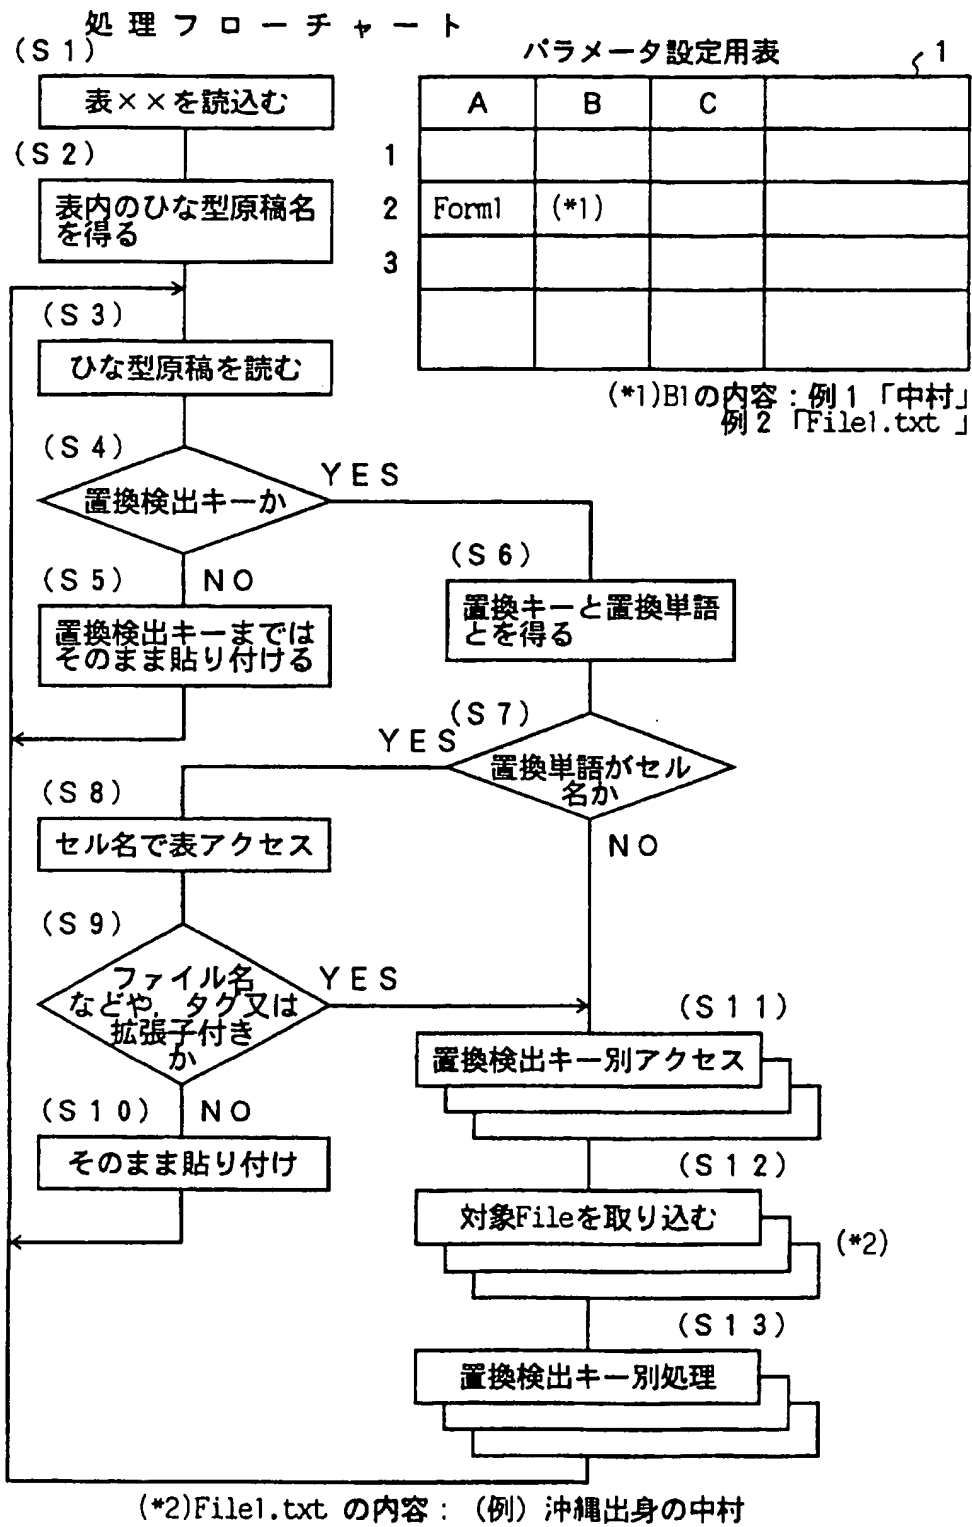 処理フローチャート
(S1)
表××を読込む
(S2)
表内のひな型原稿名
を得る
(S3)
ひな型原稿を読む
(S4)
置換検出キーか
YES
(S5)
NO
置換検出キーまでは
そのまま貼り付ける
(S6)
置換キーと置換単語
とを得る
(S7)
YES
置換単語がセル
名か
NO
(S8)
セル名で表アクセス
(S9)
ファイル名
などや,タグ又は
拡張子付き
か
YES
(S10)
NO
そのまま貼り付け
(S11)
置換検出キー別アクセス
(S12)
対象Fileを取り込む
(*2)
(S13)
置換検出キー別処理
パラメータ設定用表
1
A B C
1
2 Form1 (*1)
3
(*1)B1の内容:例1「中村」
例2「File1.txt」
(*2)File1.txt の内容:(例)沖縄出身の中村